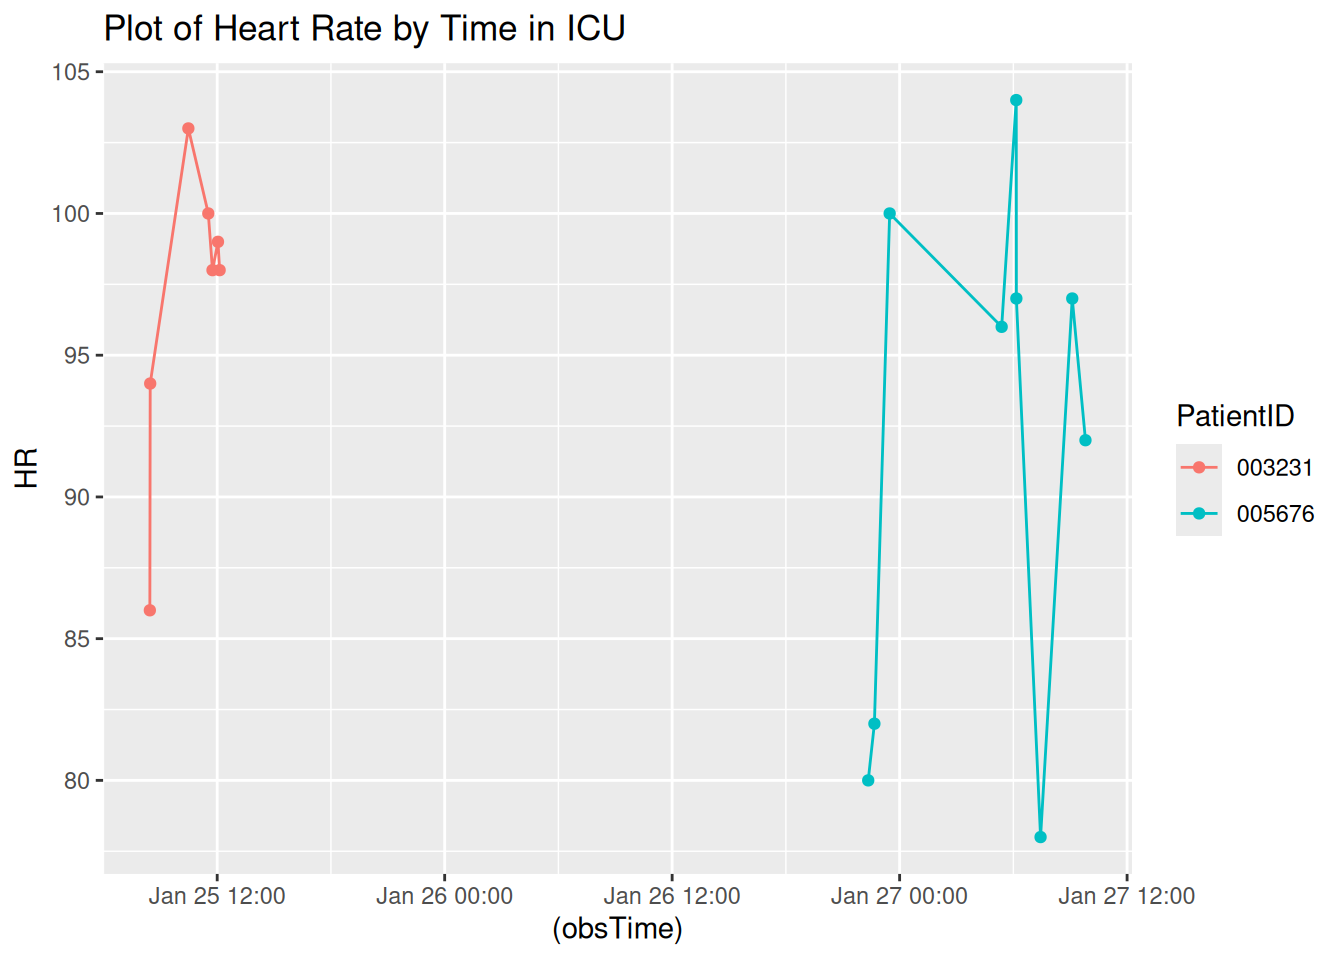 Plot of Heart Rate by Time in ICU
105
100
95
90
85
80
HR
Jan 25 12:00 Jan 26 00:00 Jan 26 12:00 Jan 27 00:00 Jan 27 12:00
(obsTime)
PatientID
003231
005676